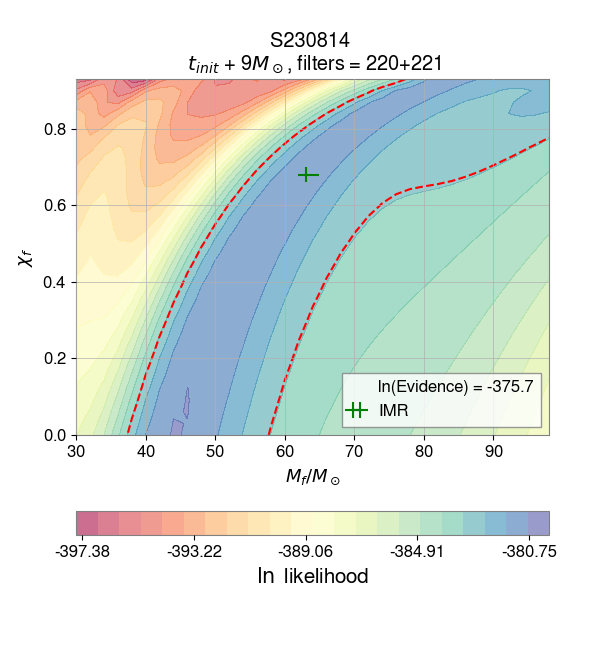 S230814
t_init + 9M_⊙, filters = 220+221
χ_f
0.8
0.6
0.4
0.2
0.0
30 40 50 60 70 80 90
M_f/M_⊙
ln(Evidence) = -375.7
IMR
-397.38 -393.22 -389.06 -384.91 -380.75
ln likelihood